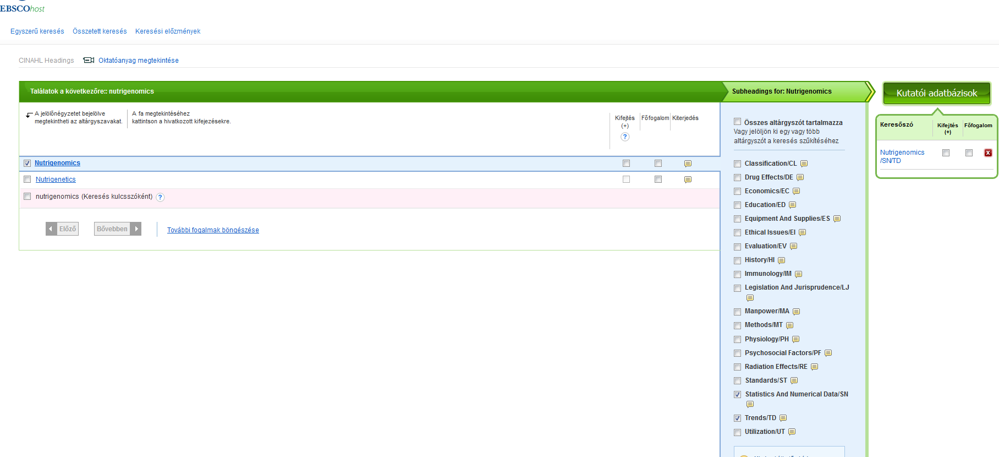 EBSCOhost
Egyszerű keresés Összetett keresés Keresési előzmények
CINAHL Headings Oktatóanyag megtekintése
Találatok a következőre:: nutrigenomics
A jelölőnégyzetet bejelölve
megtekintheti az altárgyszavakat.
A fa megtekintéséhez
kattintson a hivatkozott kifejezésekre.
Kifejtés
(+)
?
Főfogalom
Kiterjedés
Nutrigenomics
Nutrigenetics
nutrigenomics (Keresés kulcsszóként) ?
Előző Bővebben További fogalmak böngészése
Subheadings for: Nutrigenomics
Összes altárgyszót tartalmazza
Vagy jelöljön ki egy vagy több
altárgyszót a keresés szűkítéséhez
Classification/CL
Drug Effects/DE
Economics/EC
Education/ED
Equipment And Supplies/ES
Ethical Issues/EI
Evaluation/EV
History/HI
Immunology/IM
Legislation And Jurisprudence/LJ
Manpower/MA
Methods/MT
Physiology/PH
Psychosocial Factors/PF
Radiation Effects/RE
Standards/ST
Statistics And Numerical Data/SN
Trends/TD
Utilization/UT
Kutatói adatbázisok
Keresőszó
Kifejtés
(+)
Főfogalom
Nutrigenomics
/SN/TD
x